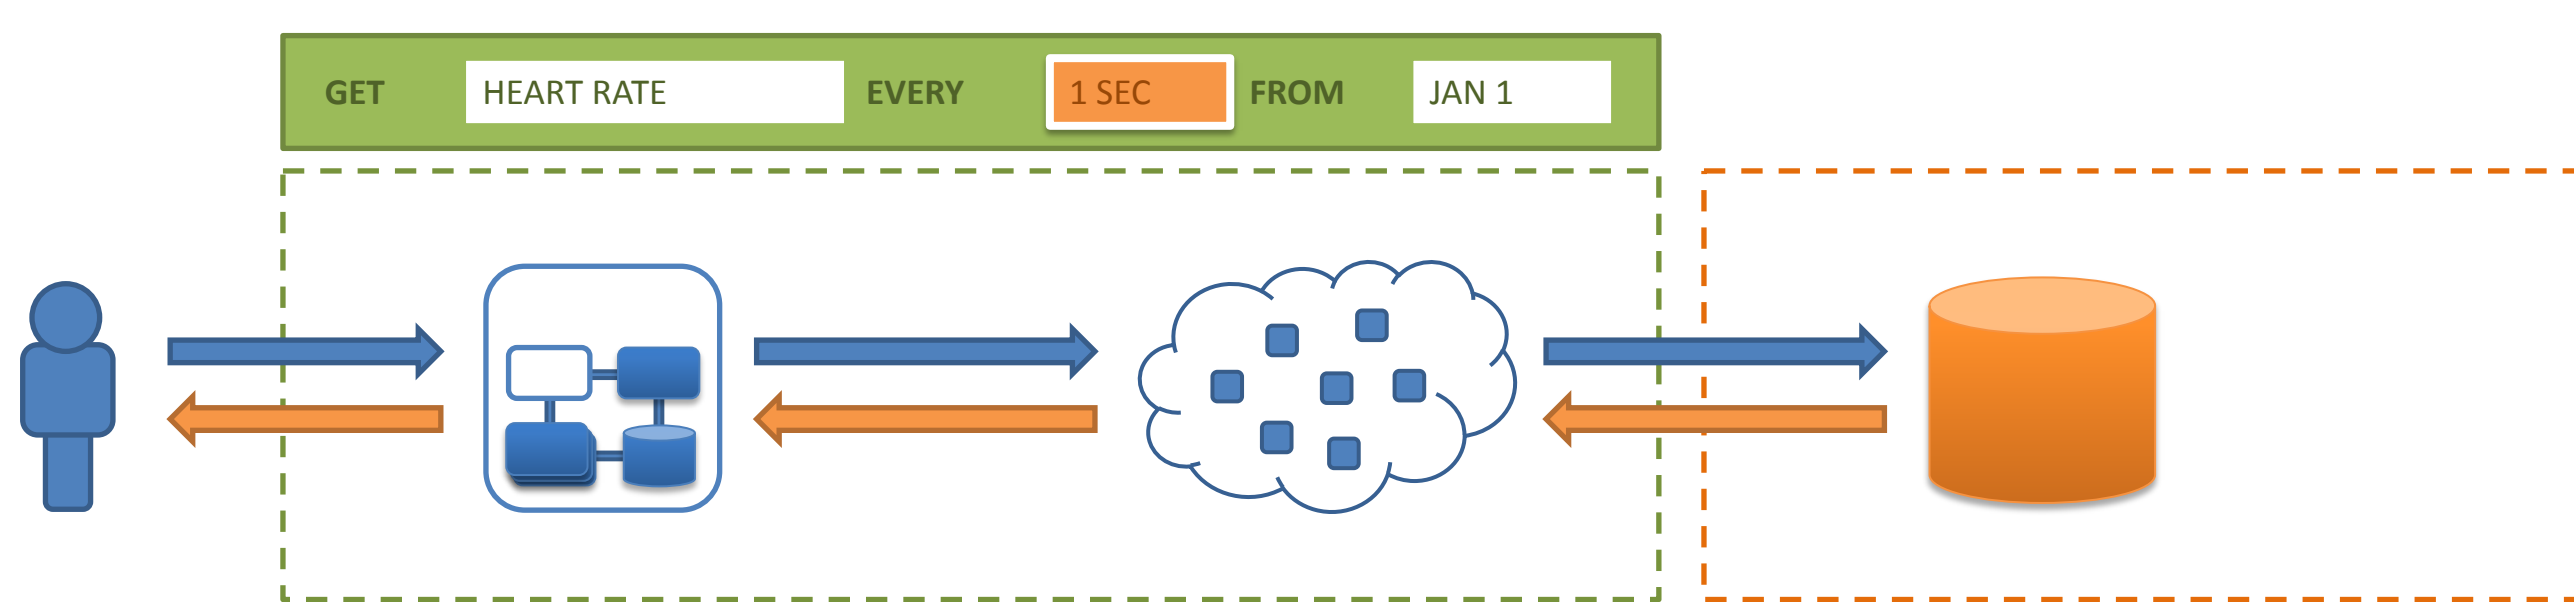 GET HEART RATE EVERY 1 SEC FROM JAN 1